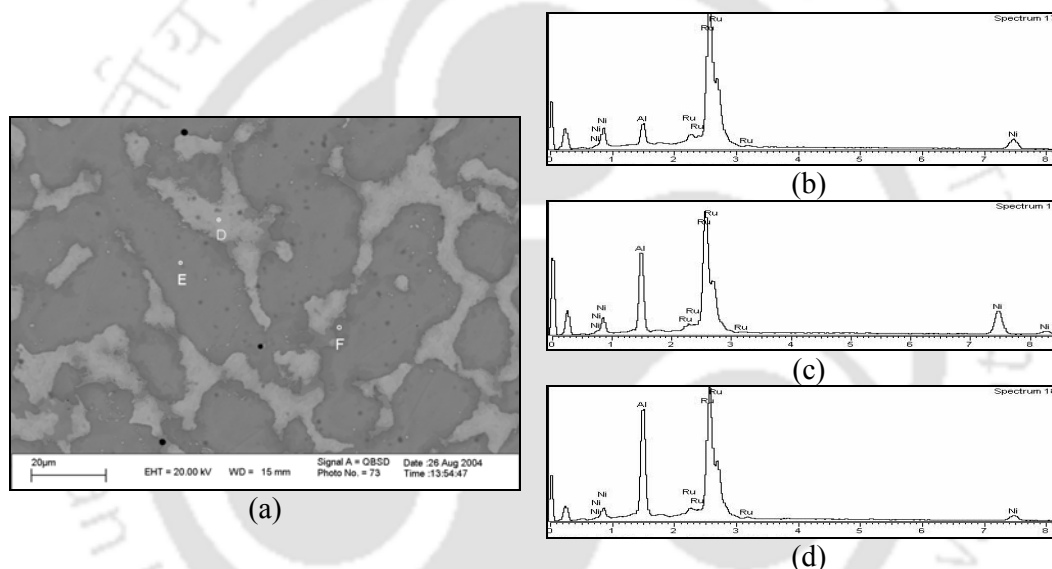 D
E
F
20µm
EHT = 20.00 kV
WD = 15 mm
Signal A = QBSD
Photo No. = 73
Date :26 Aug 2004
Time :13:54:47
(a)
Spectrum 1
Ru
Ru
Ni
Ni
Ni
Al
Ru
Ru
Ru
Ni
0 1 2 3 4 5 6 7 8
(b)
Spectrum 1
Ru
Ru
Al
Ni
Ni
Ni
Ru
Ru
Ru
Ni
Ni
0 1 2 3 4 5 6 7 8
(c)
Spectrum 18
Ru
Ru
Al
Ni
Ni
Ni
Ru
Ru
Ru
Ni
0 1 2 3 4 5 6 7 8
(d)